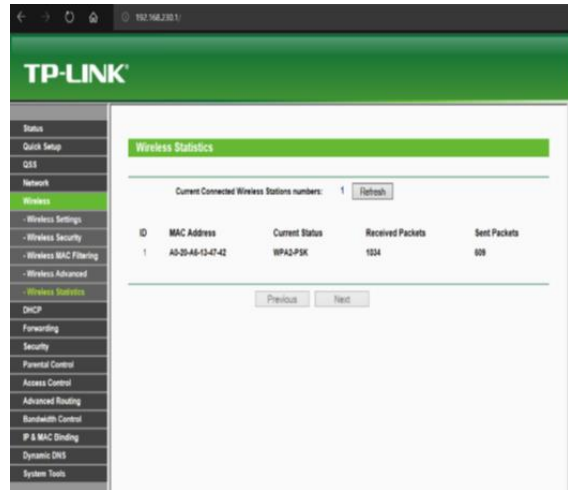 192.168.230.1/
TP-LINK
Status
Quick Setup
QSS
Network
Wireless
- Wireless Settings
- Wireless Security
- Wireless MAC Filtering
- Wireless Advanced
- Wireless Statistics
DHCP
Forwarding
Security
Parental Control
Access Control
Advanced Routing
Bandwidth Control
IP & MAC Binding
Dynamic DNS
System Tools
Wireless Statistics
Current Connected Wireless Stations numbers: 1 Refresh
ID MAC Address Current Status Received Packets Sent Packets
1 A0-20-A6-13-47-42 WPA2-PSK 1034 609
Previous Next